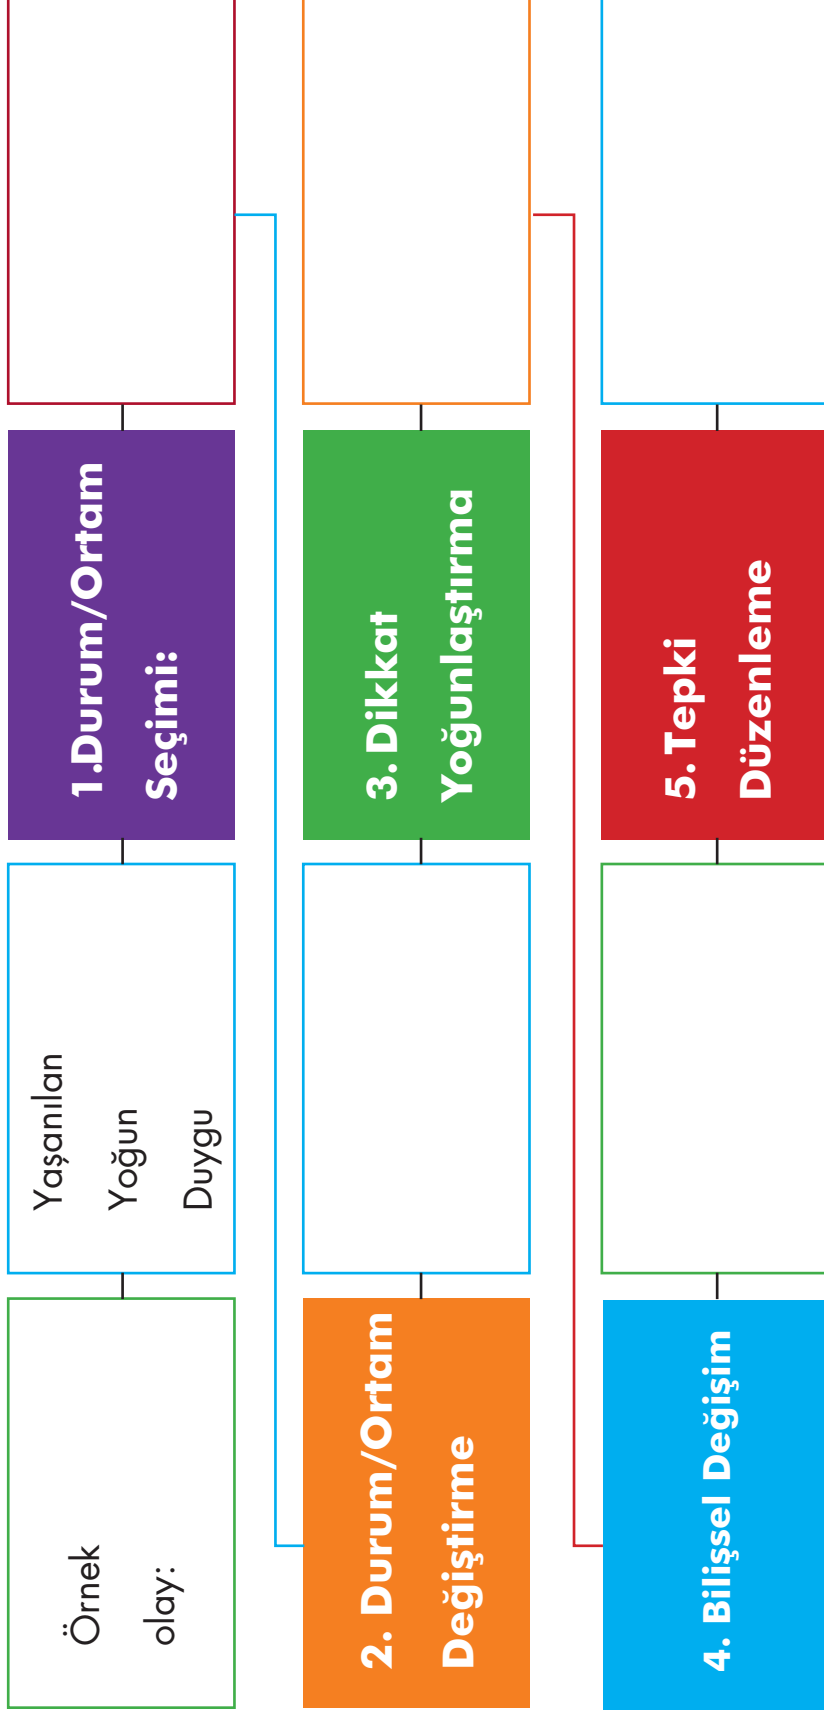 Örnek
olay:
Yaşanılan
Yoğun
Duygu
1.Durum/Ortam
Seçimi:
2. Durum/Ortam
Değiştirme
3. Dikkat
Yoğunlaştırma
4. Bilişsel Değişim
5. Tepki
Düzenleme